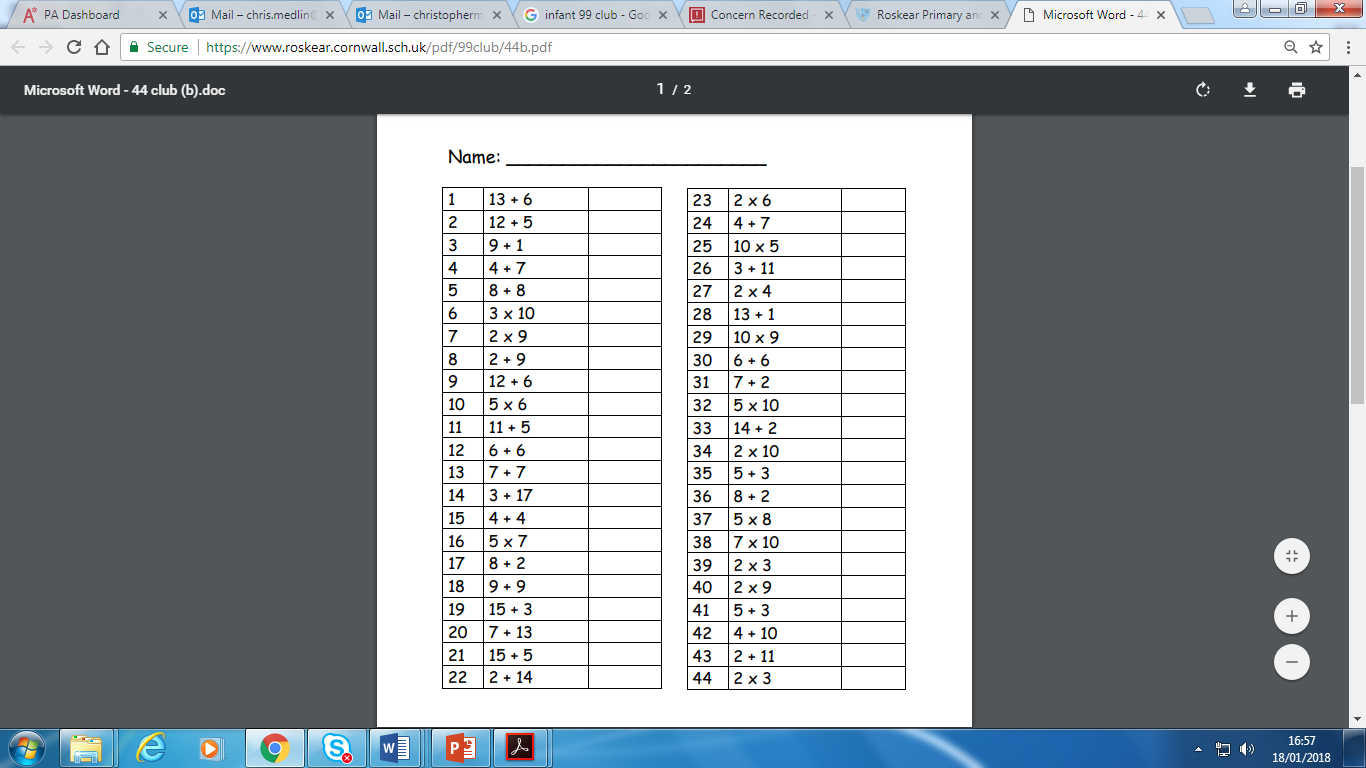 PA Dashboard
Mail – chris.medlin@
Mail – christopherm
infant 99 club - Goo
Concern Recorded -
Roskear Primary and
Microsoft Word - 44
Secure
https://www.roskear.cornwall.sch.uk/pdf/99club/44b.pdf
Microsoft Word - 44 club (b).doc
1 / 2
Name: ________________________
1 13 + 6
2 12 + 5
3 9 + 1
4 4 + 7
5 8 + 8
6 3 x 10
7 2 x 9
8 2 + 9
9 12 + 6
10 5 x 6
11 11 + 5
12 6 + 6
13 7 + 7
14 3 + 17
15 4 + 4
16 5 x 7
17 8 + 2
18 9 + 9
19 15 + 3
20 7 + 13
21 15 + 5
22 2 + 14
23 2 x 6
24 4 + 7
25 10 x 5
26 3 + 11
27 2 x 4
28 13 + 1
29 10 x 9
30 6 + 6
31 7 + 2
32 5 x 10
33 14 + 2
34 2 x 10
35 5 + 3
36 8 + 2
37 5 x 8
38 7 x 10
39 2 x 3
40 2 x 9
41 5 + 3
42 4 + 10
43 2 + 11
44 2 x 3
16:57
18/01/2018